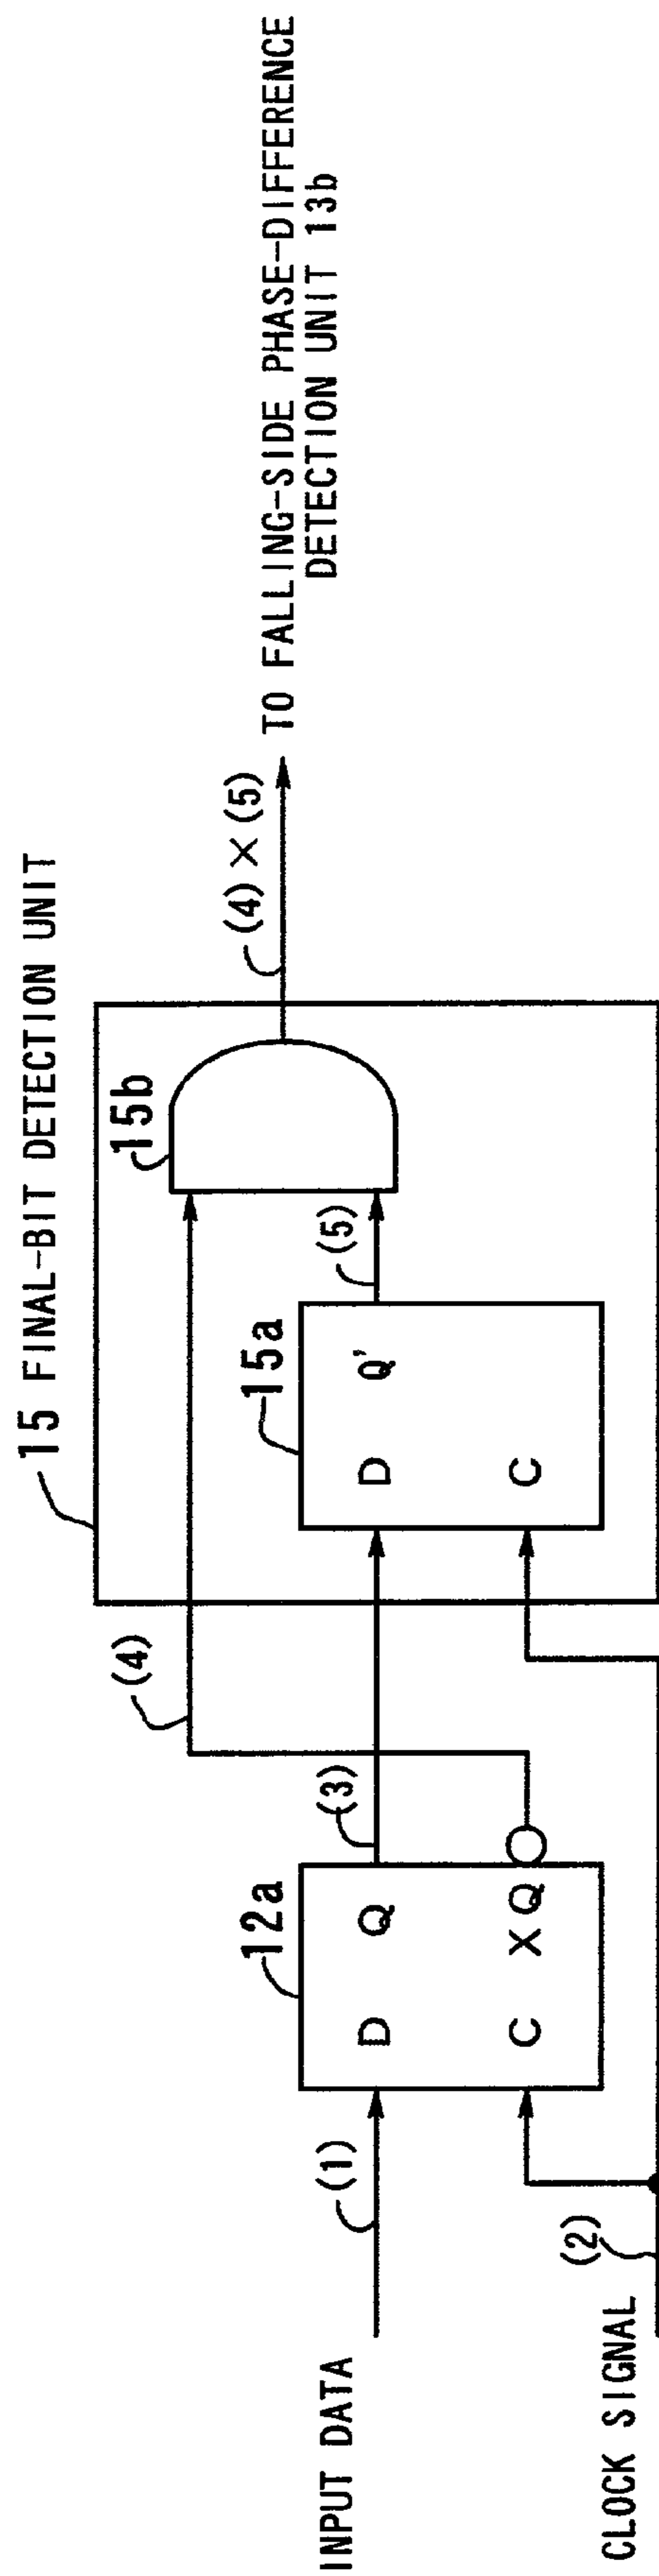 15 FINAL-BIT DETECTION UNIT
15b
(4) × (5)
TO FALLING-SIDE PHASE-DIFFERENCE
DETECTION UNIT 13b
(4)
12a
15a
INPUT DATA
(1)
D Q
(3)
D Q'
(5)
C XQ
C
CLOCK SIGNAL
(2)